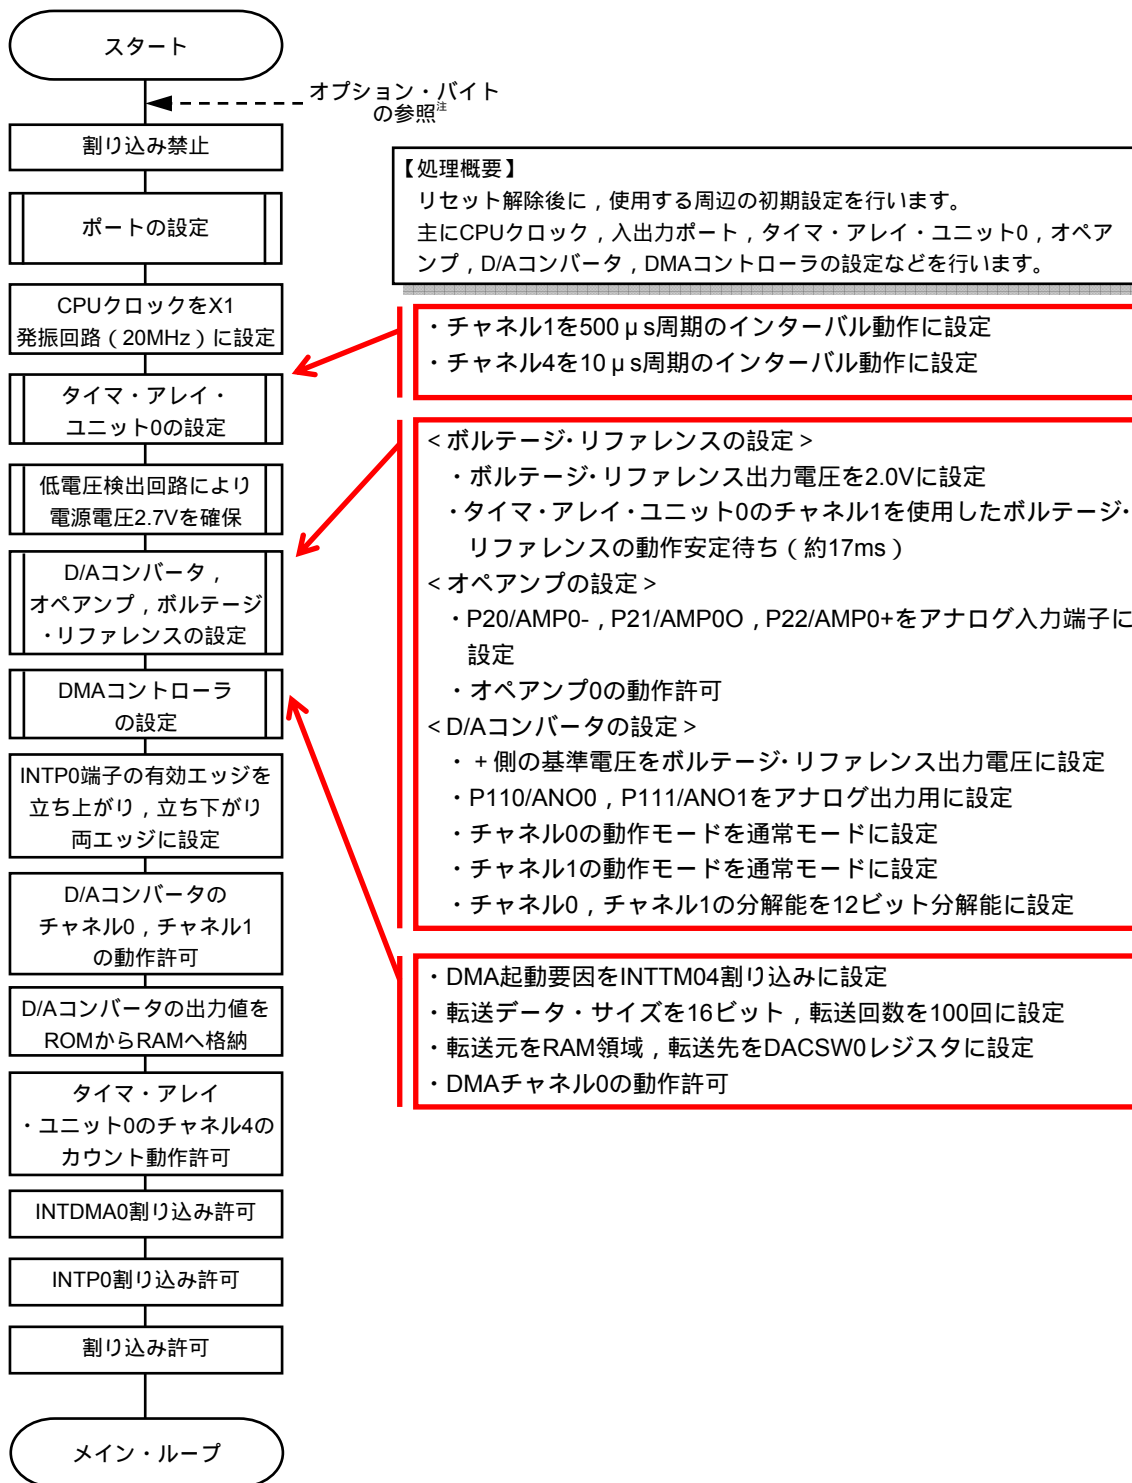 スタート
オプション・バイト
の参照注
割り込み禁止
ポートの設定
CPUクロックをX1
発振回路（20MHz）に設定
タイマ・アレイ・
ユニット0の設定
低電圧検出回路により
電源電圧2.7Vを確保
D/Aコンバータ，
オペアンプ，ボルテージ
・リファレンスの設定
DMAコントローラ
の設定
INTP0端子の有効エッジを
立ち上がり，立ち下がり
両エッジに設定
D/Aコンバータの
チャネル0，チャネル1
の動作許可
D/Aコンバータの出力値を
ROMからRAMへ格納
タイマ・アレイ
・ユニット0のチャネル4の
カウント動作許可
INTDMA0割り込み許可
INTP0割り込み許可
割り込み許可
メイン・ループ
【処理概要】
リセット解除後に，使用する周辺の初期設定を行います。
主にCPUクロック，入出力ポート，タイマ・アレイ・ユニット0，オペア
ンプ，D/Aコンバータ，DMAコントローラの設定などを行います。
・チャネル1を500μs周期のインターバル動作に設定
・チャネル4を10μs周期のインターバル動作に設定
＜ボルテージ・リファレンスの設定＞
・ボルテージ・リファレンス出力電圧を2.0Vに設定
・タイマ・アレイ・ユニット0のチャネル1を使用したボルテージ・
リファレンスの動作安定待ち（約17ms）
＜オペアンプの設定＞
・P20/AMP0-，P21/AMP0O，P22/AMP0+をアナログ入力端子に
設定
・オペアンプ0の動作許可
＜D/Aコンバータの設定＞
・＋側の基準電圧をボルテージ・リファレンス出力電圧に設定
・P110/ANO0，P111/ANO1をアナログ出力用に設定
・チャネル0の動作モードを通常モードに設定
・チャネル1の動作モードを通常モードに設定
・チャネル0，チャネル1の分解能を12ビット分解能に設定
・DMA起動要因をINTTM04割り込みに設定
・転送データ・サイズを16ビット，転送回数を100回に設定
・転送元をRAM領域，転送先をDACSW0レジスタに設定
・DMAチャネル0の動作許可